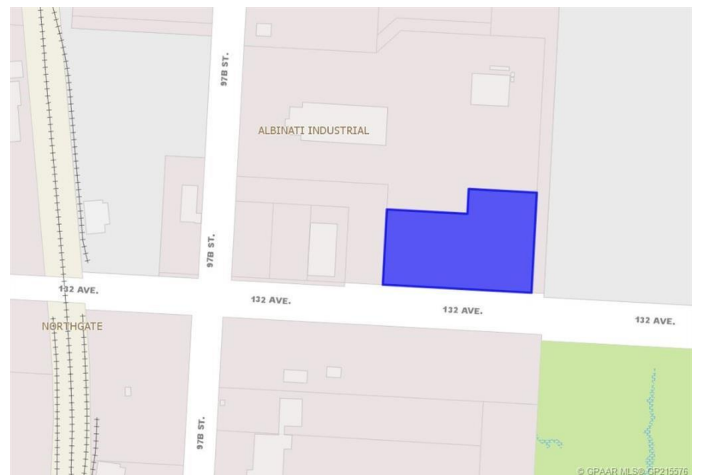 97B ST.
ALBINATI INDUSTRIAL
97B ST.
132 AVE.
132 AVE.
132 AVE.
132 AVE.
NORTHGATE
97B ST.
© GPAAR MLS® GP215576